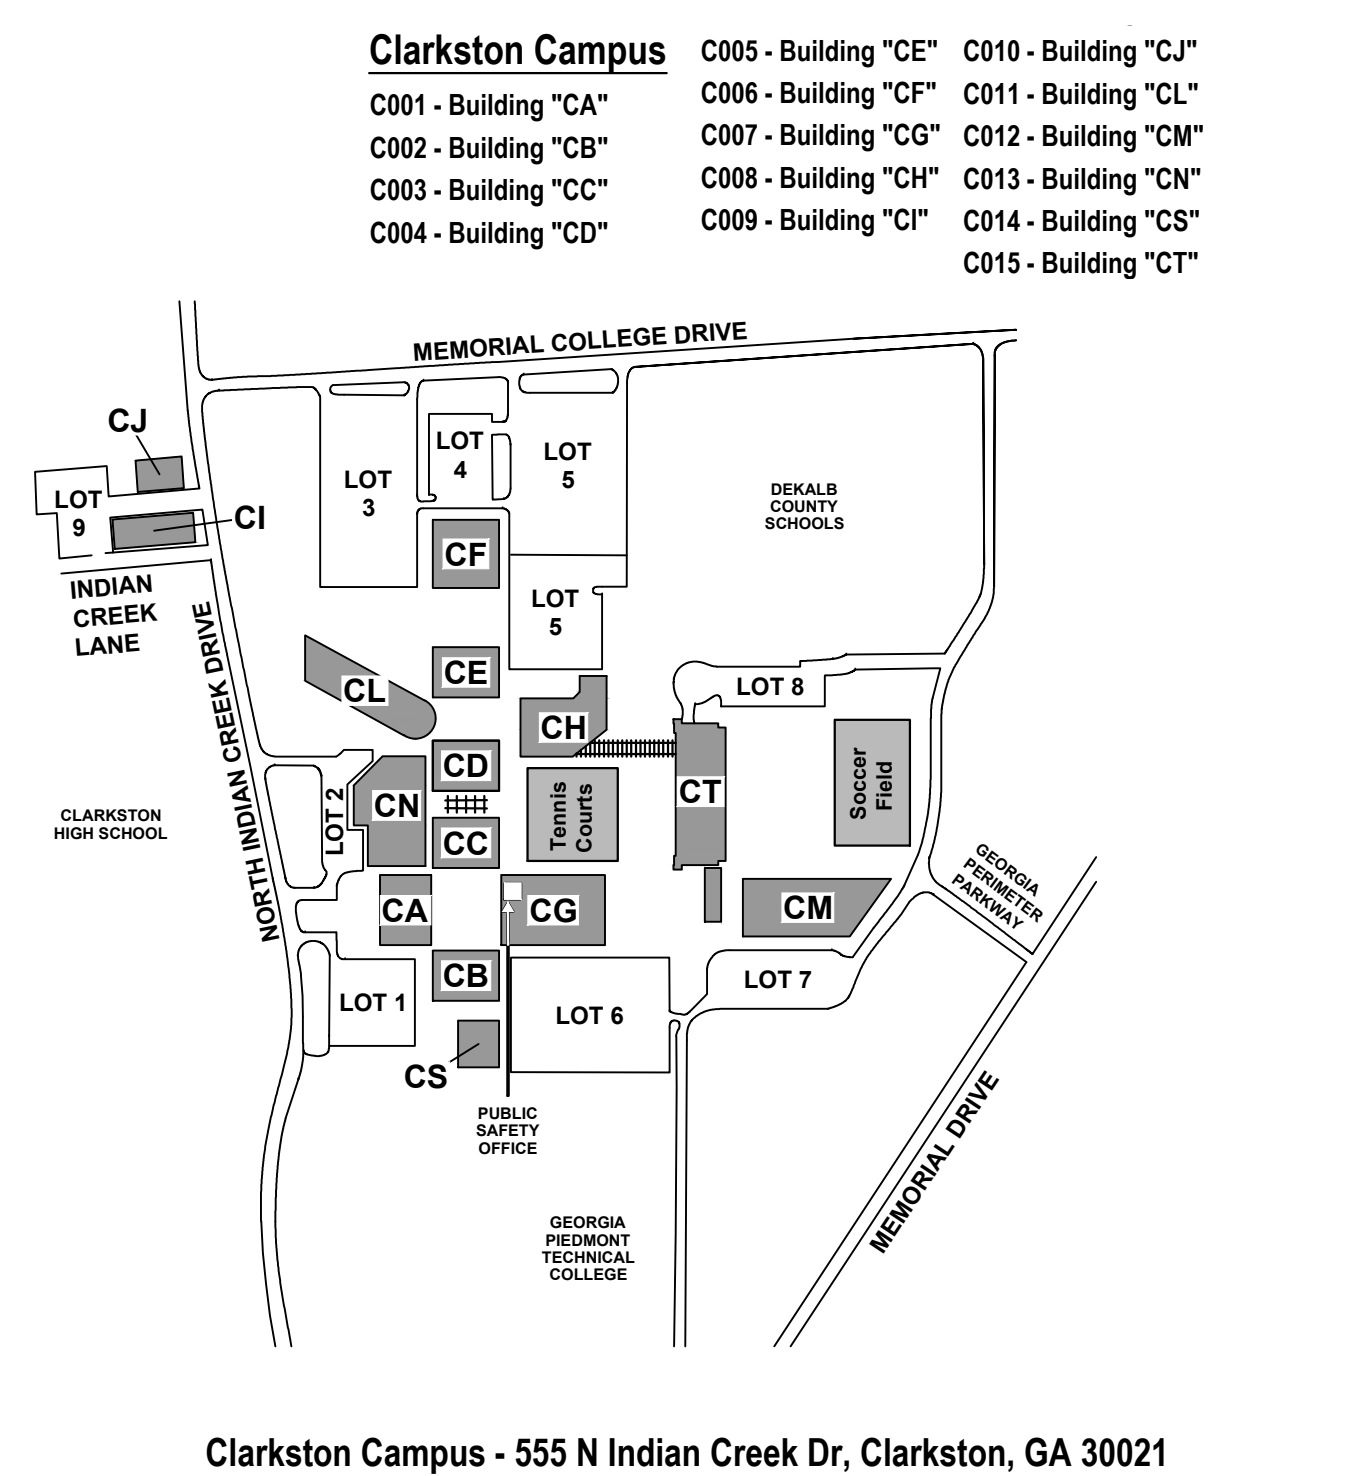 Clarkston Campus
C001 - Building "CA"
C002 - Building "CB"
C003 - Building "CC"
C004 - Building "CD"
C005 - Building "CE"
C006 - Building "CF"
C007 - Building "CG"
C008 - Building "CH"
C009 - Building "CI"
C010 - Building "CJ"
C011 - Building "CL"
C012 - Building "CM"
C013 - Building "CN"
C014 - Building "CS"
C015 - Building "CT"
MEMORIAL COLLEGE DRIVE
CJ
LOT
9
CI
INDIAN
CREEK
LANE
NORTH INDIAN CREEK DRIVE
LOT
3
LOT
4
LOT
5
DEKALB
COUNTY
SCHOOLS
CF
LOT
5
CE
CL
CH
LOT 8
CD
CT
Soccer
Field
Tennis
Courts
LOT 2
CN
CC
CLARKSTON
HIGH SCHOOL
GEORGIA
PERIMETER
PARKWAY
CA
CG
CM
CB
LOT 1
LOT 6
LOT 7
CS
PUBLIC
SAFETY
OFFICE
MEMORIAL DRIVE
GEORGIA
PIEDMONT
TECHNICAL
COLLEGE
Clarkston Campus - 555 N Indian Creek Dr, Clarkston, GA 30021